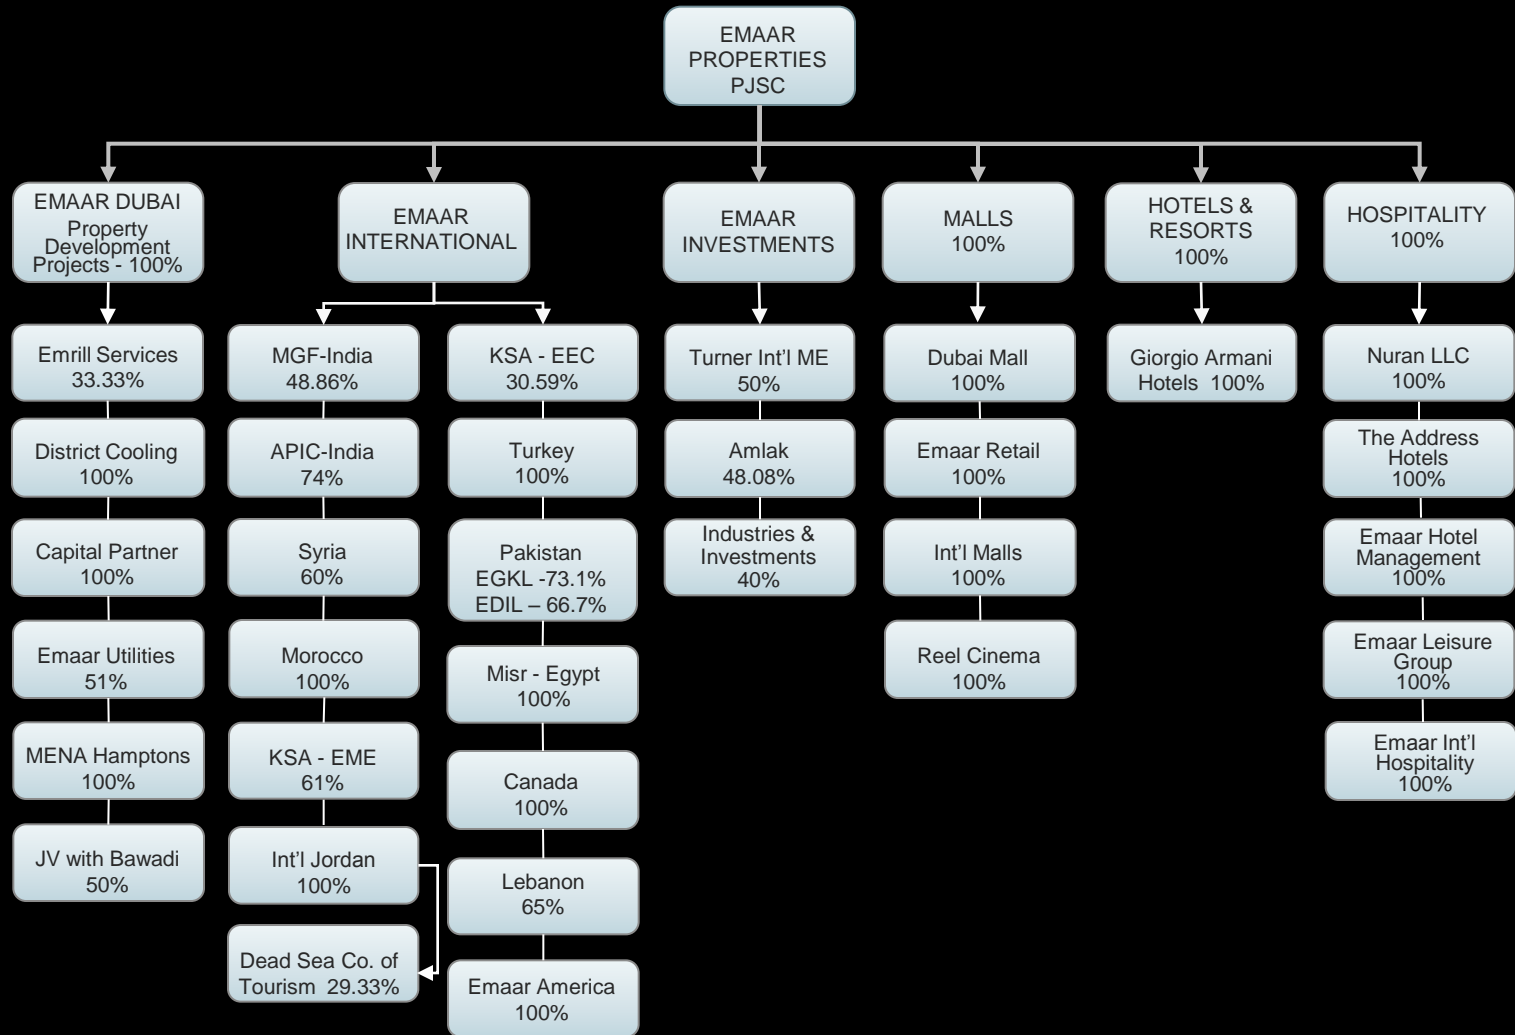 EMAAR
PROPERTIES
PJSC
EMAAR DUBAI
Property
Development
Projects - 100%
EMAAR
INTERNATIONAL
EMAAR
INVESTMENTS
MALLS
100%
HOTELS &
RESORTS
100%
HOSPITALITY
100%
Emrill Services
33.33%
District Cooling
100%
Capital Partner
100%
Emaar Utilities
51%
MENA Hamptons
100%
JV with Bawadi
50%
MGF-India
48.86%
APIC-India
74%
Syria
60%
Morocco
100%
KSA - EME
61%
Int'l Jordan
100%
Dead Sea Co. of
Tourism 29.33%
KSA - EEC
30.59%
Turkey
100%
Pakistan
EGKL -73.1%
EDIL – 66.7%
Misr - Egypt
100%
Canada
100%
Lebanon
65%
Emaar America
100%
Turner Int'l ME
50%
Amlak
48.08%
Industries &
Investments
40%
Dubai Mall
100%
Emaar Retail
100%
Int'l Malls
100%
Reel Cinema
100%
Giorgio Armani
Hotels 100%
Nuran LLC
100%
The Address
Hotels
100%
Emaar Hotel
Management
100%
Emaar Leisure
Group
100%
Emaar Int'l
Hospitality
100%